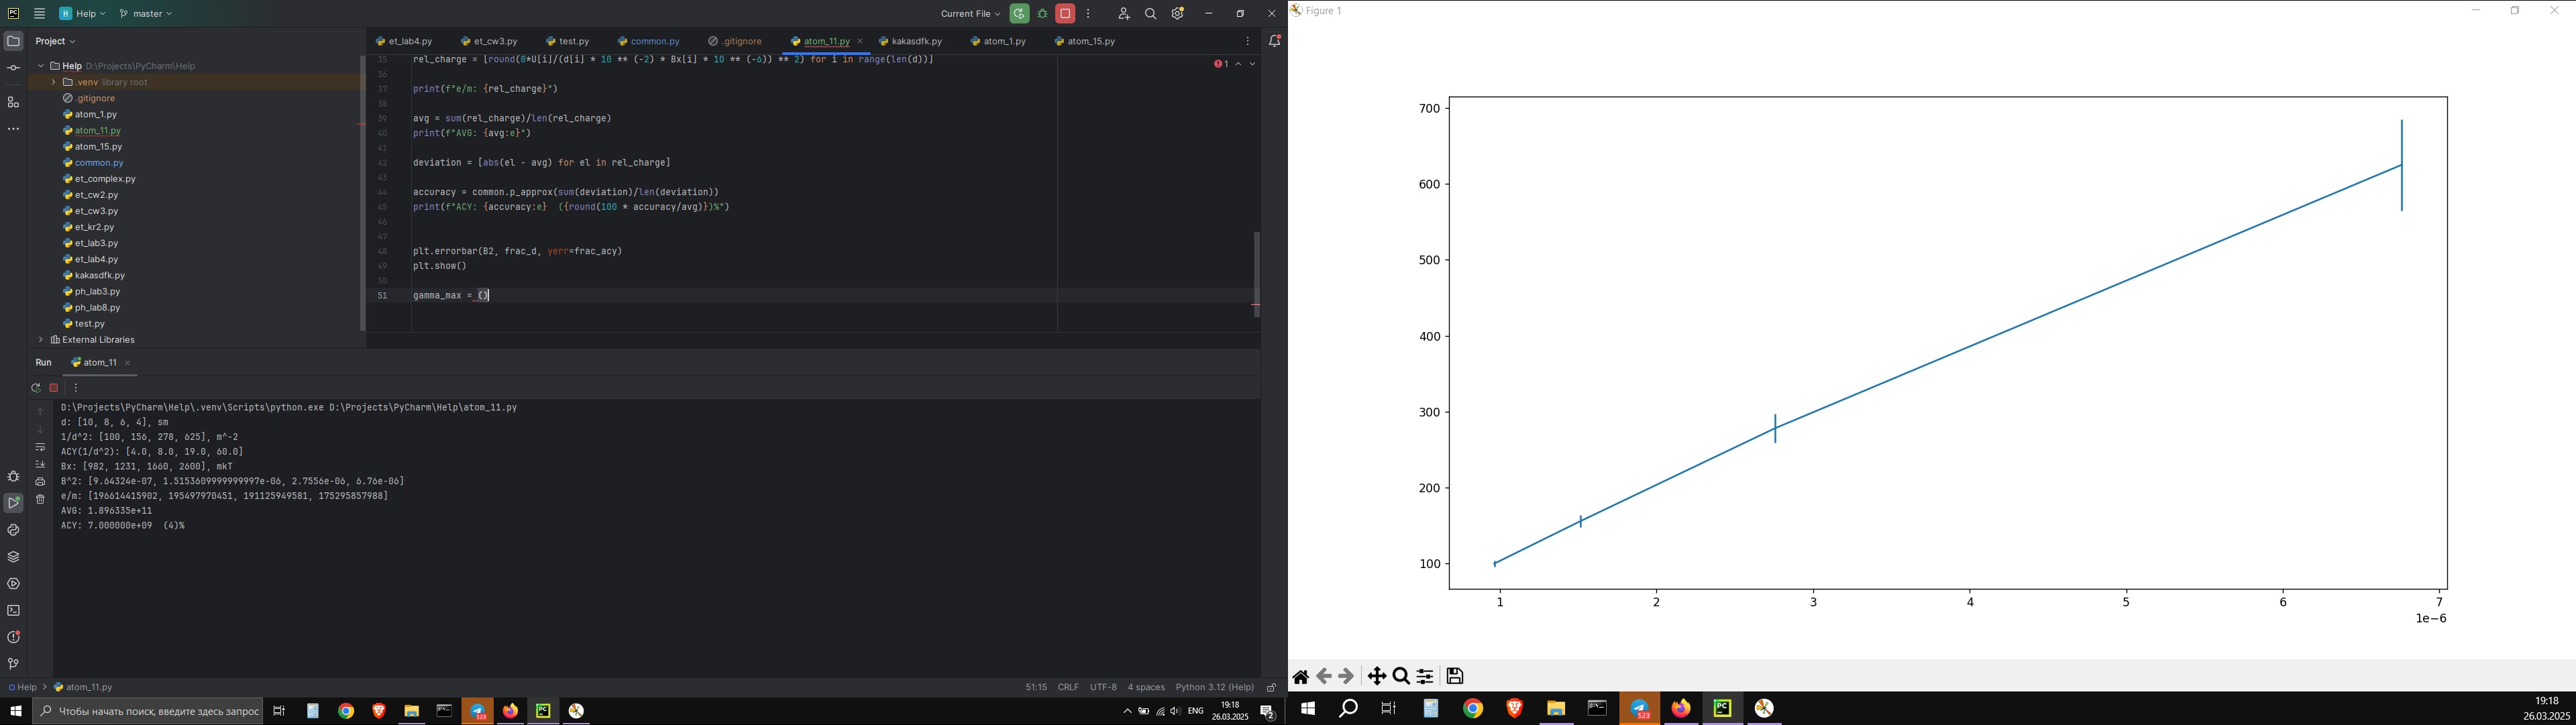 PC
H
Help
master
Current File
Figure 1
Project
et_lab4.py
et_cw3.py
test.py
common.py
.gitignore
atom_11.py
kakasdfk.py
atom_1.py
atom_15.py
Help D:\Projects\PyCharm\Help
.venv library root
.gitignore
atom_1.py
atom_11.py
atom_15.py
common.py
et_complex.py
et_cw2.py
et_cw3.py
et_kr2.py
et_lab3.py
et_lab4.py
kakasdfk.py
ph_lab3.py
ph_lab8.py
test.py
External Libraries
1
35 rel_charge = [round(8*U[i]/(d[i] * 10 ** (-2) * Bx[i] * 10 ** (-6)) ** 2) for i in range(len(d))]
36
37 print(f"e/m: {rel_charge}")
38
39 avg = sum(rel_charge)/len(rel_charge)
40 print(f"AVG: {avg:e}")
41
42 deviation = [abs(el - avg) for el in rel_charge]
43
44 accuracy = common.p_approx(sum(deviation)/len(deviation))
45 print(f"ACY: {accuracy:e}  ({round(100 * accuracy/avg)})%")
46
47
48 plt.errorbar(B2, frac_d, yerr=frac_acy)
49 plt.show()
50
51 gamma_max = ()
Run
atom_11
D:\Projects\PyCharm\Help\.venv\Scripts\python.exe D:\Projects\PyCharm\Help\atom_11.py
d: [10, 8, 6, 4], sm
1/d^2: [100, 156, 278, 625], m^-2
ACY(1/d^2): [4.0, 8.0, 19.0, 60.0]
Bx: [982, 1231, 1660, 2600], mkT
B^2: [9.64324e-07, 1.5153609999999997e-06, 2.7556e-06, 6.76e-06]
e/m: [196614415902, 195497970451, 191125949581, 175295857988]
AVG: 1.896335e+11
ACY: 7.000000e+09  (4)%
Help
atom_11.py
51:15
CRLF
UTF-8
4 spaces
Python 3.12 (Help)
Чтобы начать поиск, введите здесь запрос
523
PC
ENG
19:18
26.03.2025
2
700
600
500
400
300
200
100
1
2
3
4
5
6
7
1e−6
523
PC
19:18
26.03.2025